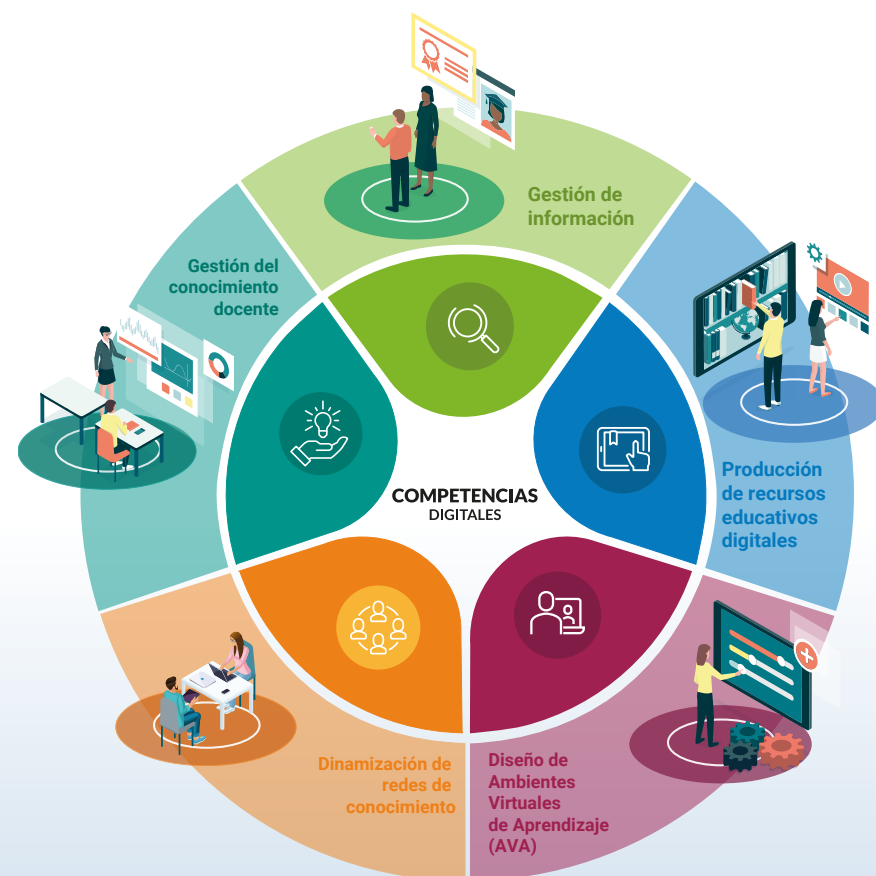 Gestión de
información
Gestión del
conocimiento
docente
COMPETENCIAS
DIGITALES
Producción
de recursos
educativos
digitales
Dinamización de
redes de
conocimiento
Diseño de
Ambientes
Virtuales
de Aprendizaje
(AVA)